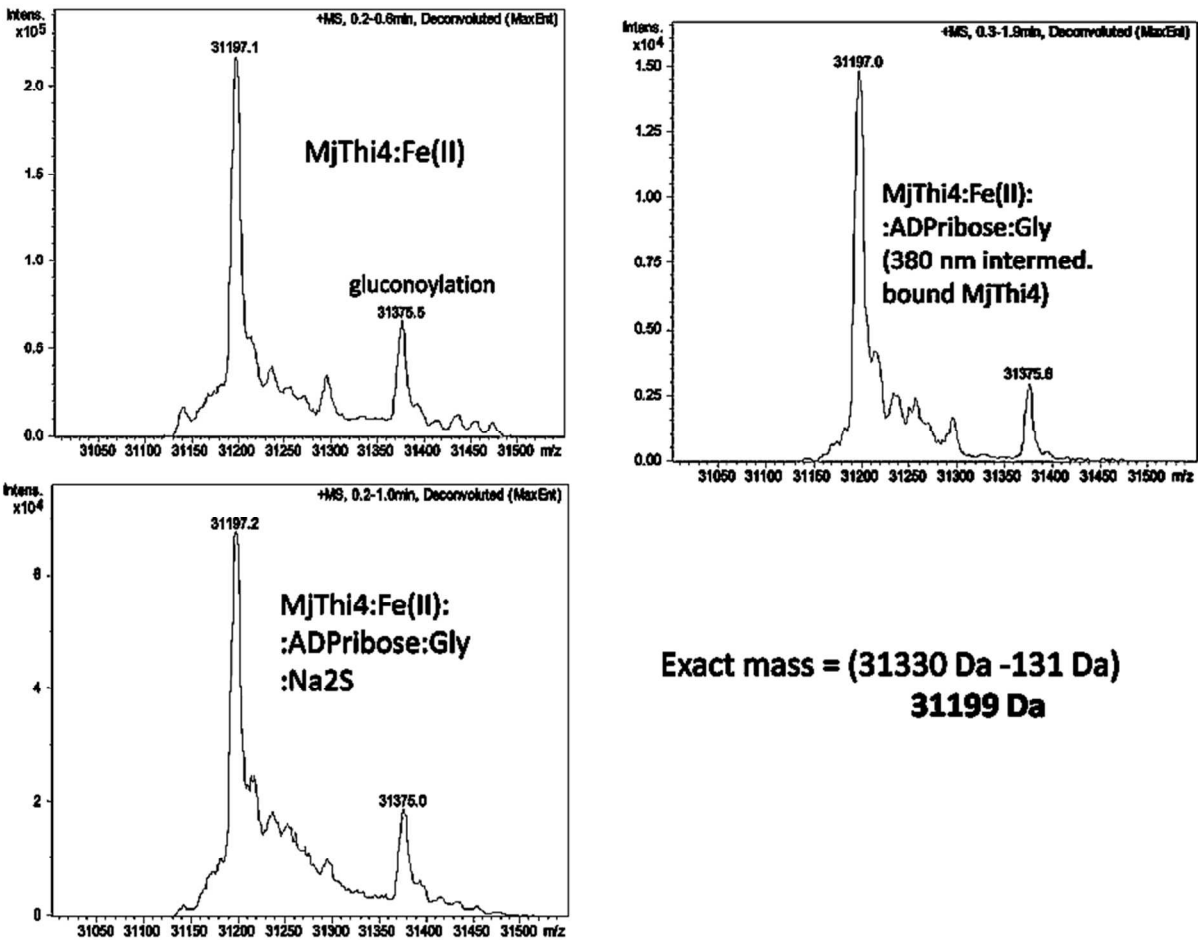 Intens.
x10^5
+MS, 0.2-0.6min, Deconvoluted (MaxEnt)
31197.1
2.0
1.5
1.0
0.5
0.0
MjThi4:Fe(II)
gluconoylation
31375.5
31050 31100 31150 31200 31250 31300 31350 31400 31450 31500 m/z
Intens.
x10^4
+MS, 0.3-1.9min, Deconvoluted (MaxEnt)
31197.0
1.50
1.25
1.00
0.75
0.50
0.25
0.00
MjThi4:Fe(II):
:ADPribose:Gly
(380 nm intermed.
bound MjThi4)
31375.6
31050 31100 31150 31200 31250 31300 31350 31400 31450 31500 m/z
Intens.
x10^4
+MS, 0.2-1.0min, Deconvoluted (MaxEnt)
31197.2
6
4
2
0
MjThi4:Fe(II):
:ADPribose:Gly
:Na2S
31375.0
31050 31100 31150 31200 31250 31300 31350 31400 31450 31500 m/z
Exact mass = (31330 Da -131 Da)
31199 Da